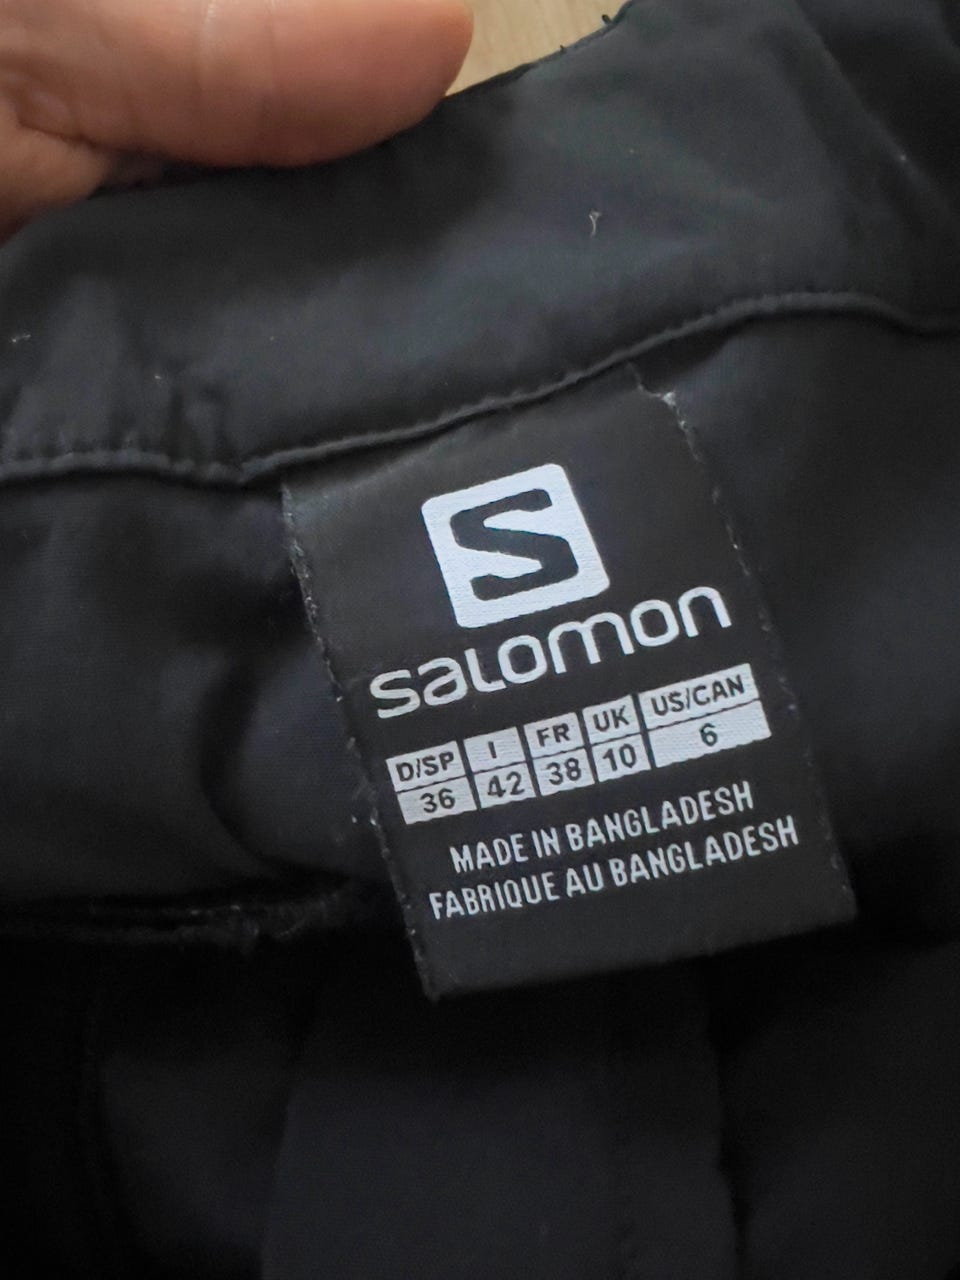 S
SALOMON
D/SP I FR UK US/CAN
36 42 38 10 6
MADE IN BANGLADESH
FABRIQUE AU BANGLADESH